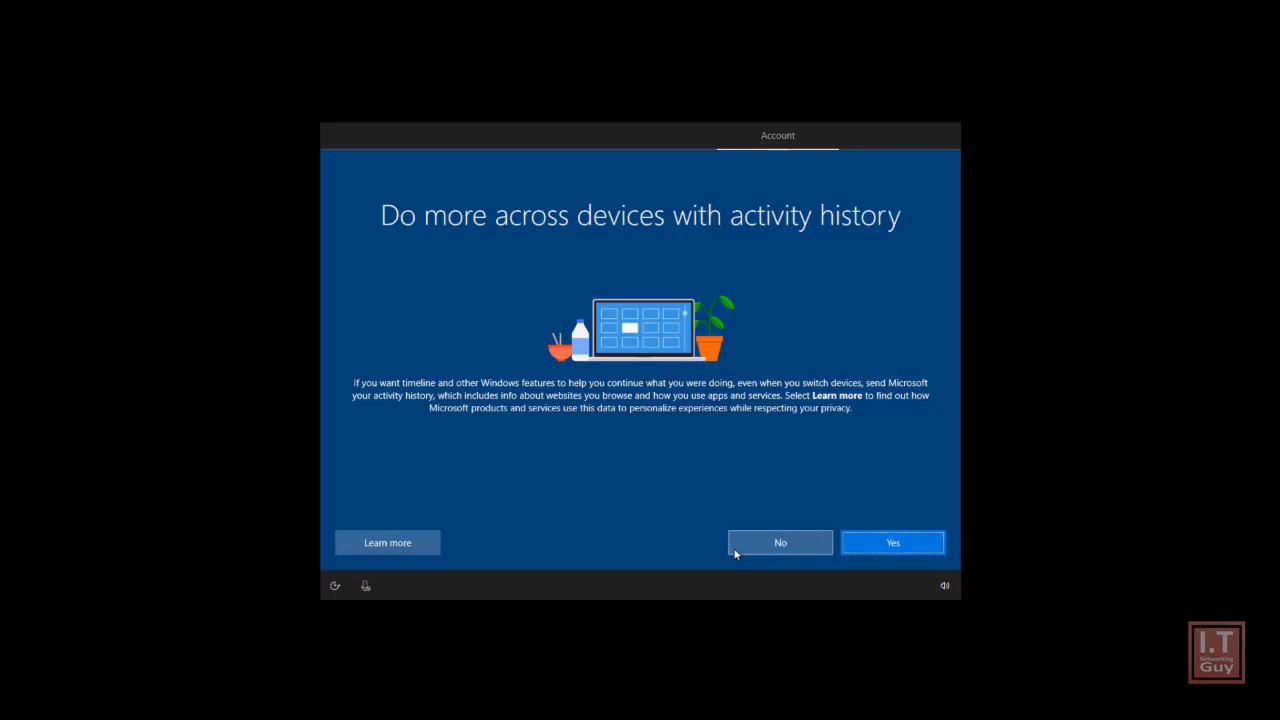 Account
Do more across devices with activity history
If you want timeline and other Windows features to help you continue what you were doing, even when you switch devices, send Microsoft
your activity history, which includes info about websites you browse and how you use apps and services. Select Learn more to find out how
Microsoft products and services use this data to personalize experiences while respecting your privacy.
Learn more
No
Yes
I.T
Networking
Guy